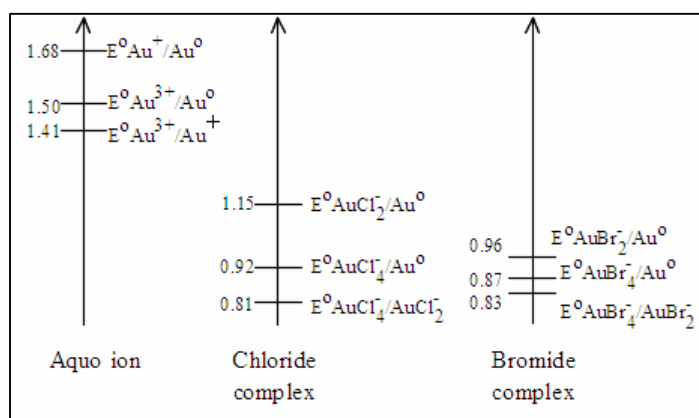 1.68 E°Au⁺/Au°
1.50 E°Au³⁺/Au°
1.41 E°Au³⁺/Au⁺
1.15 E°AuCl₂⁻/Au°
0.92 E°AuCl₄⁻/Au°
0.81 E°AuCl₄⁻/AuCl₂⁻
0.96 E°AuBr₂⁻/Au°
0.87 E°AuBr₄⁻/Au°
0.83 E°AuBr₄⁻/AuBr₂⁻
Aquo ion
Chloride
complex
Bromide
complex